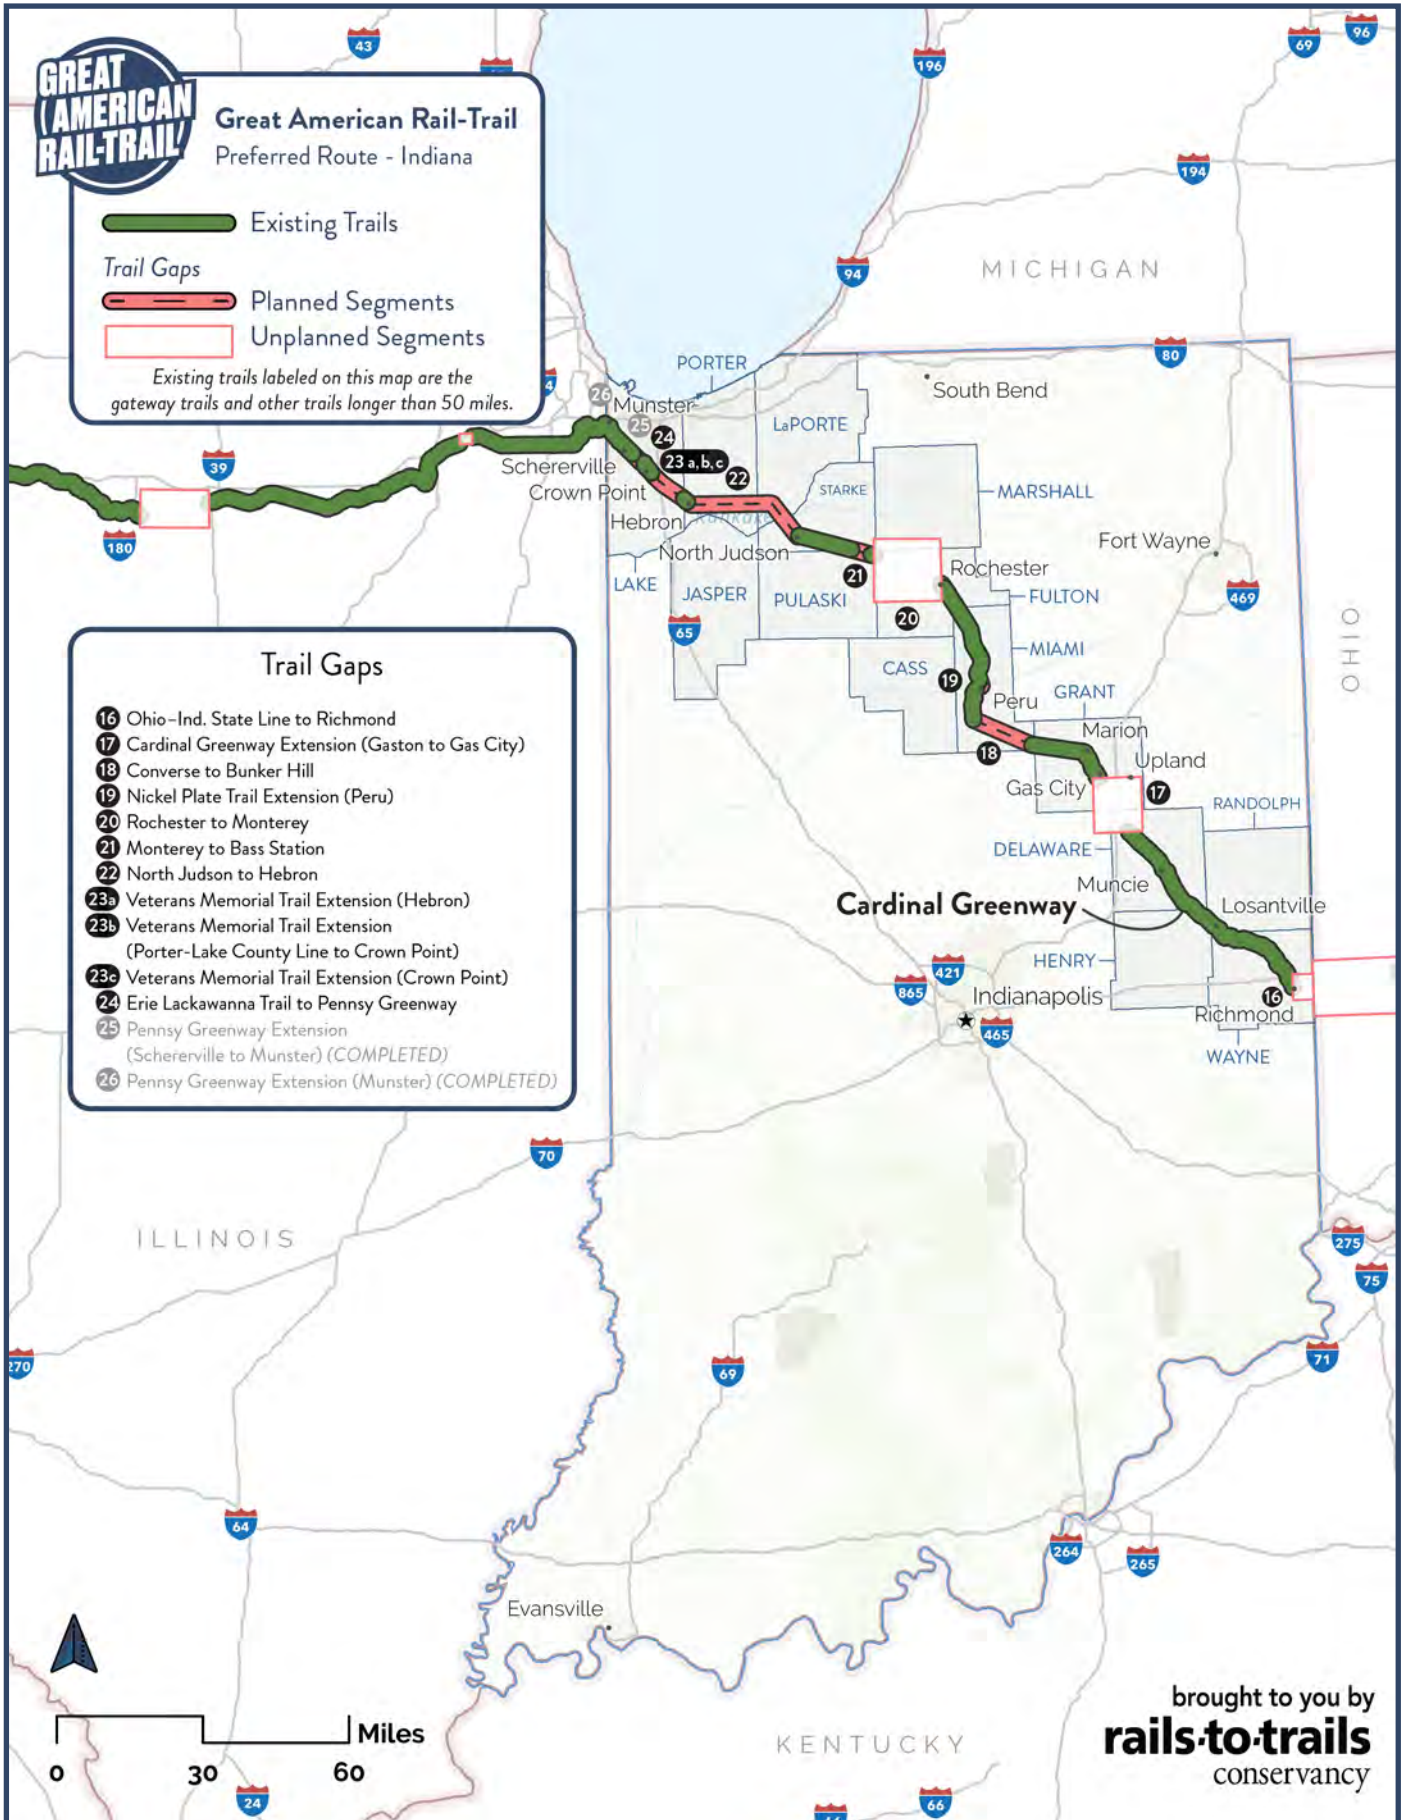 GREAT
AMERICAN
RAIL-TRAIL
Great American Rail-Trail
Preferred Route - Indiana
Existing Trails
Trail Gaps
Planned Segments
Unplanned Segments
Existing trails labeled on this map are the
gateway trails and other trails longer than 50 miles.
43
196
69
96
194
94
MICHIGAN
80
PORTER
South Bend
4
26
Munster
25
24
LaPORTE
23 a,b,c
22
39
Schererville
Crown Point
STARKE
MARSHALL
Hebron
Kankakee
180
North Judson
Fort Wayne
21
Rochester
LAKE
JASPER
PULASKI
FULTON
469
20
65
OHIO
MIAMI
CASS
19
GRANT
Peru
Marion
18
Upland
Gas City
17
RANDOLPH
DELAWARE
Muncie
Cardinal Greenway
Losantville
HENRY
421
865
Indianapolis
16
Richmond
465
WAYNE
Trail Gaps
16 Ohio–Ind. State Line to Richmond
17 Cardinal Greenway Extension (Gaston to Gas City)
18 Converse to Bunker Hill
19 Nickel Plate Trail Extension (Peru)
20 Rochester to Monterey
21 Monterey to Bass Station
22 North Judson to Hebron
23a Veterans Memorial Trail Extension (Hebron)
23b Veterans Memorial Trail Extension
(Porter-Lake County Line to Crown Point)
23c Veterans Memorial Trail Extension (Crown Point)
24 Erie Lackawanna Trail to Pennsy Greenway
25 Pennsy Greenway Extension
(Schererville to Munster) (COMPLETED)
26 Pennsy Greenway Extension (Munster) (COMPLETED)
70
ILLINOIS
275
75
270
69
71
64
264
265
Evansville
KENTUCKY
Miles
0 30 60
24
66
brought to you by
rails·to·trails
conservancy